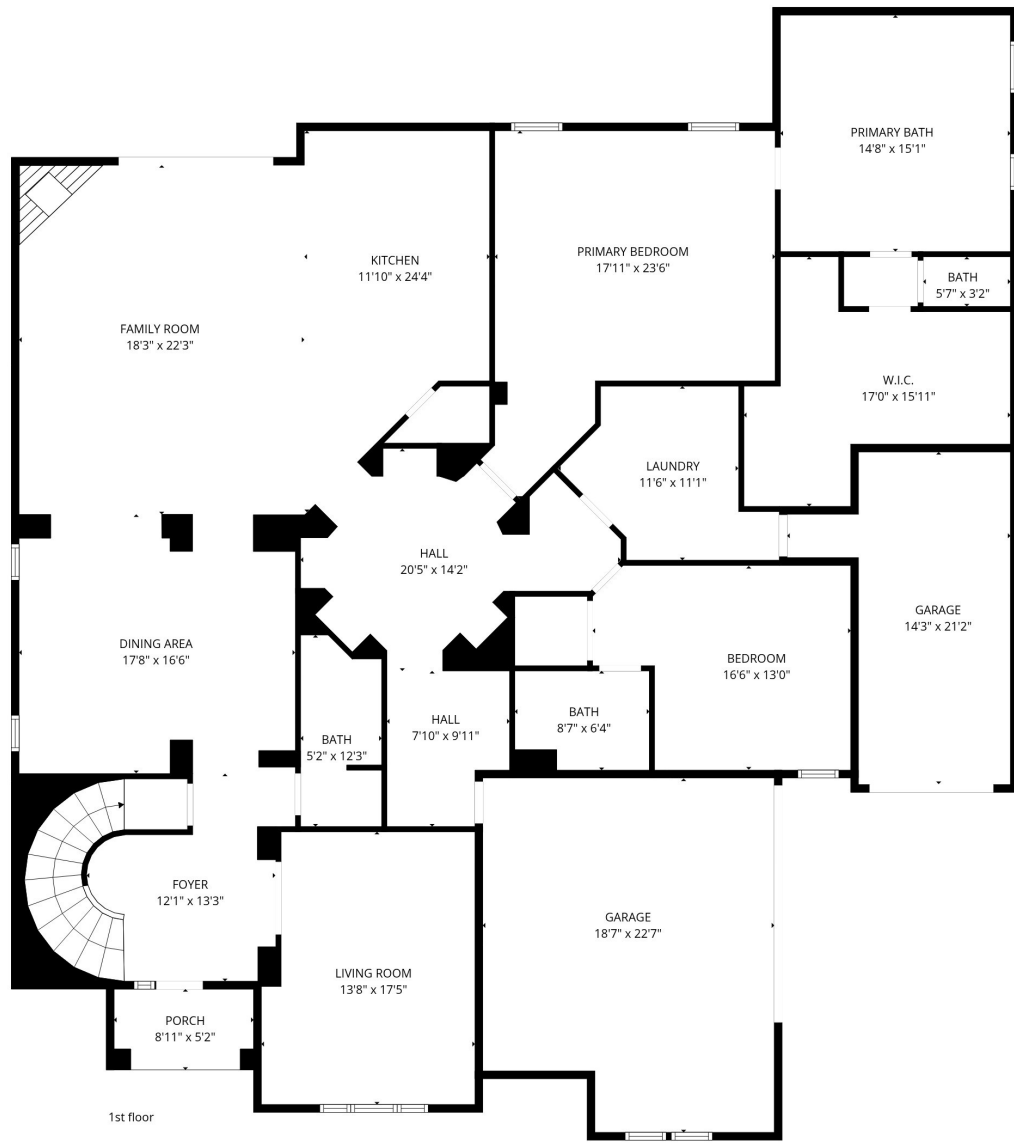 PRIMARY BATH
14'8" x 15'1"
PRIMARY BEDROOM
17'11" x 23'6"
KITCHEN
11'10" x 24'4"
BATH
5'7" x 3'2"
FAMILY ROOM
18'3" x 22'3"
W.I.C.
17'0" x 15'11"
LAUNDRY
11'6" x 11'1"
HALL
20'5" x 14'2"
GARAGE
14'3" x 21'2"
DINING AREA
17'8" x 16'6"
BEDROOM
16'6" x 13'0"
HALL
7'10" x 9'11"
BATH
8'7" x 6'4"
BATH
5'2" x 12'3"
FOYER
12'1" x 13'3"
GARAGE
18'7" x 22'7"
LIVING ROOM
13'8" x 17'5"
PORCH
8'11" x 5'2"
1st floor